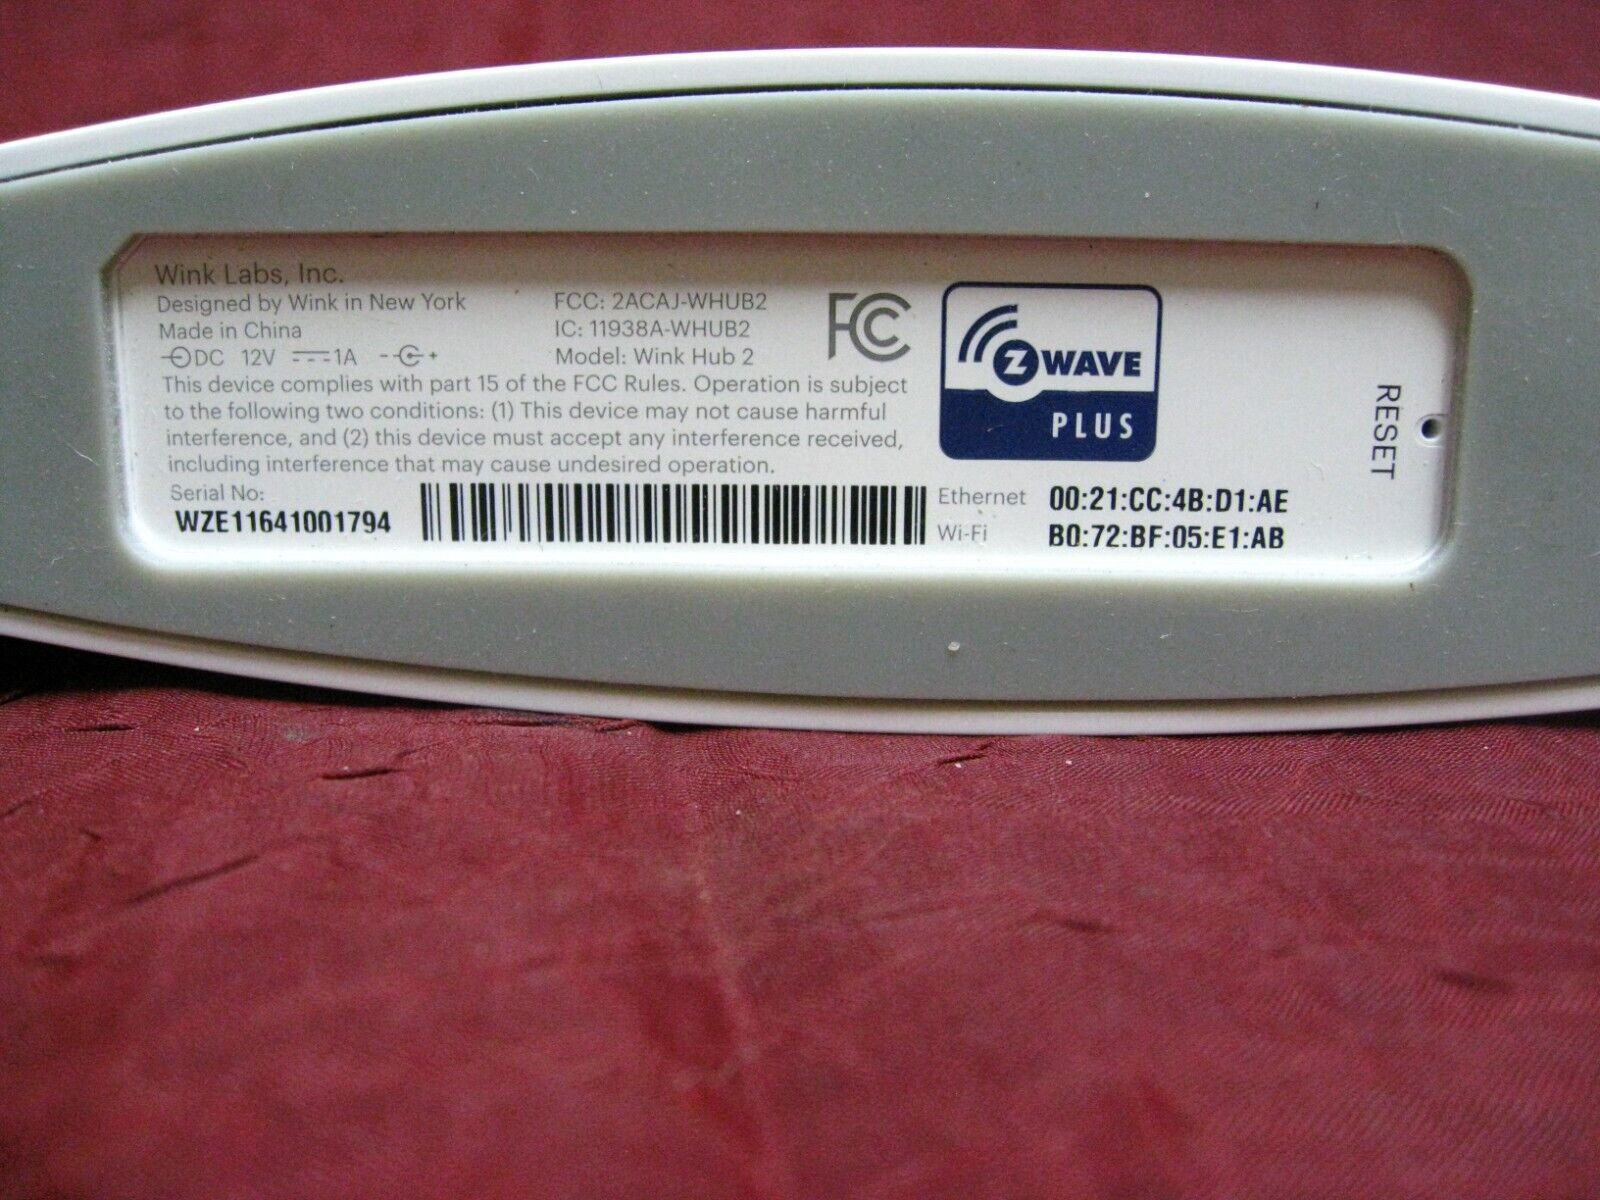 Wink Labs, Inc.
Designed by Wink in New York
Made in China
DC 12V 1A - +
FCC: 2ACAJ-WHUB2
IC: 11938A-WHUB2
Model: Wink Hub 2
FC
This device complies with part 15 of the FCC Rules. Operation is subject
to the following two conditions: (1) This device may not cause harmful
interference, and (2) this device must accept any interference received,
including interference that may cause undesired operation.
Serial No:
WZE11641001794
Z WAVE
PLUS
Ethernet 00:21:CC:4B:D1:AE
Wi-Fi B0:72:BF:05:E1:AB
RESET